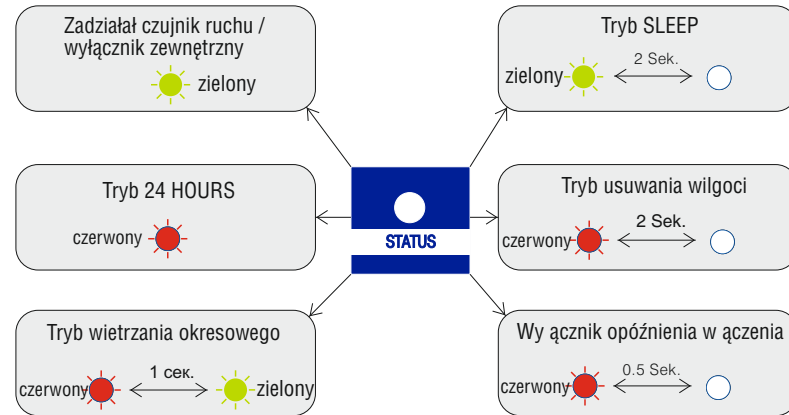 Zadziałał czujnik ruchu /
wyłącznik zewnętrzny
zielony
Tryb SLEEP
zielony
2 Sek.
Tryb 24 HOURS
czerwony
STATUS
Tryb usuwania wilgoci
czerwony
2 Sek.
Tryb wietrzania okresowego
czerwony
1 сек.
zielony
Wy ącznik opóźnienia w ączenia
czerwony
0.5 Sek.